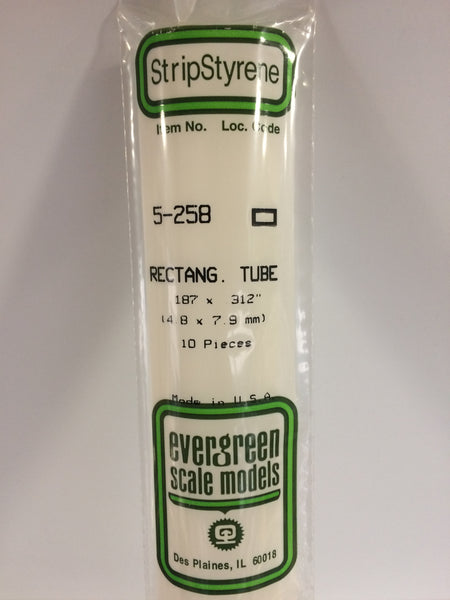 StripStyrene
Item No. Loc. Code
5-258
RECTANG. TUBE
.187 x .312"
(4.8 x 7.9 mm)
10 Pieces
Made in U.S.A.
evergreen
scale models
Des Plaines, IL 60018